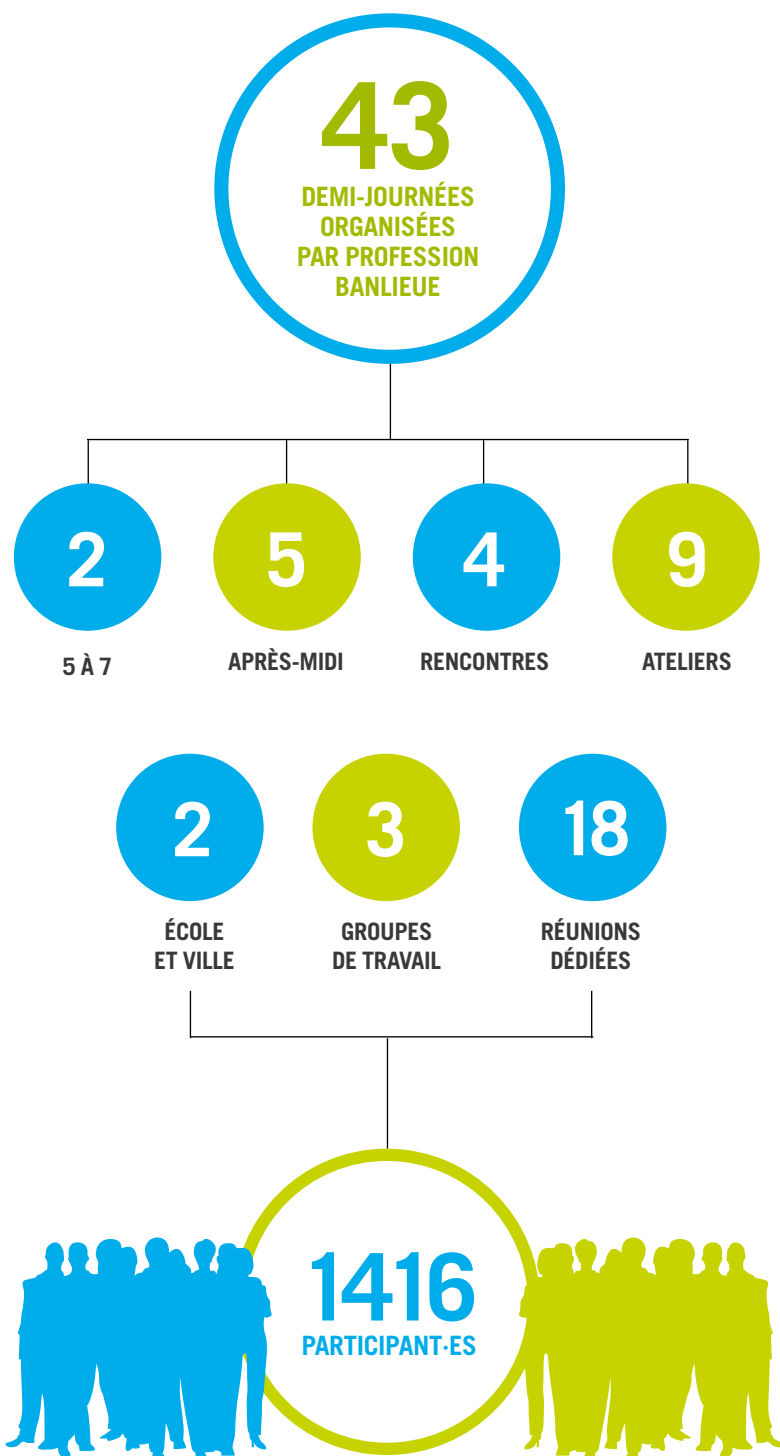 43
DEMI-JOURNÉES
ORGANISÉES
PAR PROFESSION
BANLIEUE
2
5 À 7
5
APRÈS-MIDI
4
RENCONTRES
9
ATELIERS
2
ÉCOLE
ET VILLE
3
GROUPES
DE TRAVAIL
18
RÉUNIONS
DÉDIÉES
1416
PARTICIPANT·ES